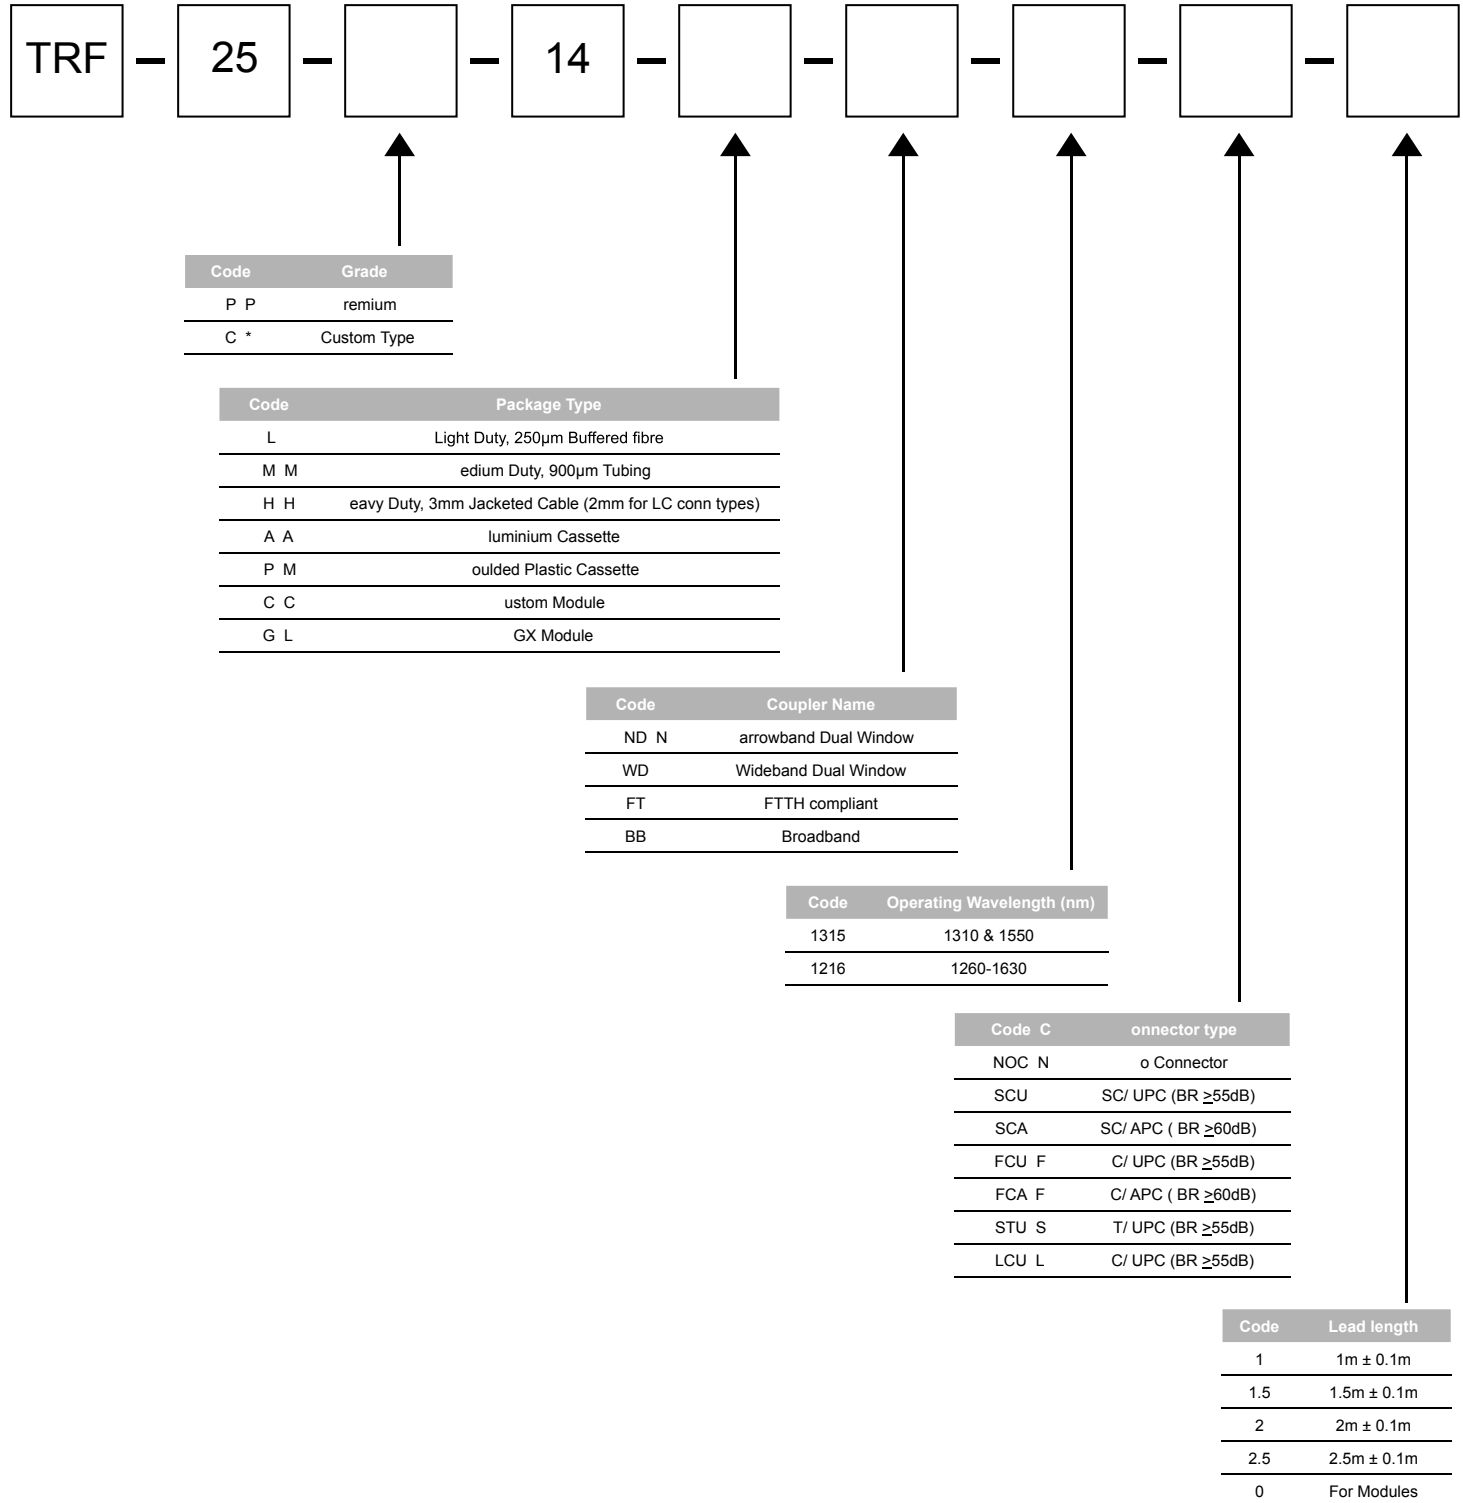 TRF – 25 – – 14 – – – – –
Code Grade
P P remium
C * Custom Type
Code Package Type
L Light Duty, 250µm Buffered fibre
M M edium Duty, 900µm Tubing
H H eavy Duty, 3mm Jacketed Cable (2mm for LC conn types)
A A luminium Cassette
P M oulded Plastic Cassette
C C ustom Module
G L GX Module
Code Coupler Name
ND N arrowband Dual Window
WD Wideband Dual Window
FT FTTH compliant
BB Broadband
Code Operating Wavelength (nm)
1315 1310 & 1550
1216 1260-1630
Code C onnector type
NOC N o Connector
SCU SC/ UPC (BR ≥55dB)
SCA SC/ APC ( BR ≥60dB)
FCU F C/ UPC (BR ≥55dB)
FCA F C/ APC ( BR ≥60dB)
STU S T/ UPC (BR ≥55dB)
LCU L C/ UPC (BR ≥55dB)
Code Lead length
1 1m ± 0.1m
1.5 1.5m ± 0.1m
2 2m ± 0.1m
2.5 2.5m ± 0.1m
0 For Modules